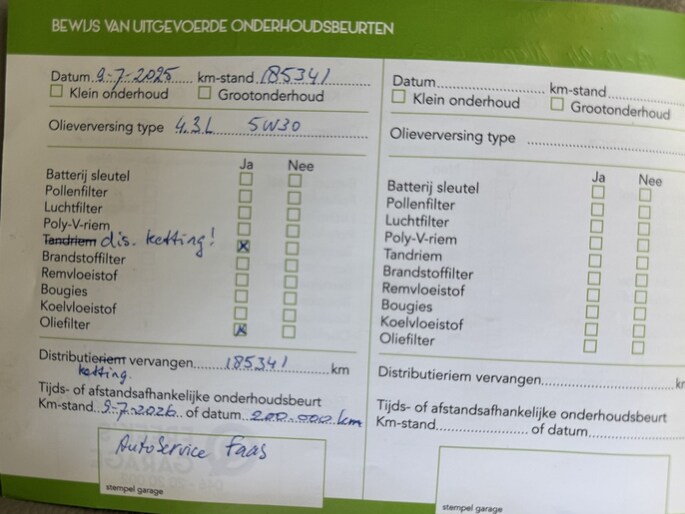 BEWIJS VAN UITGEVOERDE ONDERHOUDSBEURTEN
Datum 9-7-2025 km-stand 185341
Klein onderhoud Grootonderhoud
Olieverversing type 4.3L 5W30
Ja Nee
Batterij sleutel
Pollenfilter
Luchtfilter
Poly-V-riem
Tandriem dis. ketting!
Brandstoffilter
Remvloeistof
Bougies
Koelvloeistof
Oliefilter
Distributieriem vervangen 185341 km
ketting
Tijds- of afstandsafhankelijke onderhoudsbeurt
Km-stand 9-7-2026 of datum 200.000 km
AutoService Faas
stempel garage
Datum km-stand
Klein onderhoud Grootonderhoud
Olieverversing type
Ja Nee
Batterij sleutel
Pollenfilter
Luchtfilter
Poly-V-riem
Tandriem
Brandstoffilter
Remvloeistof
Bougies
Koelvloeistof
Oliefilter
Distributieriem vervangen
Tijds- of afstandsafhankelijke onderhoudsbeurt
Km-stand of datum
stempel garage